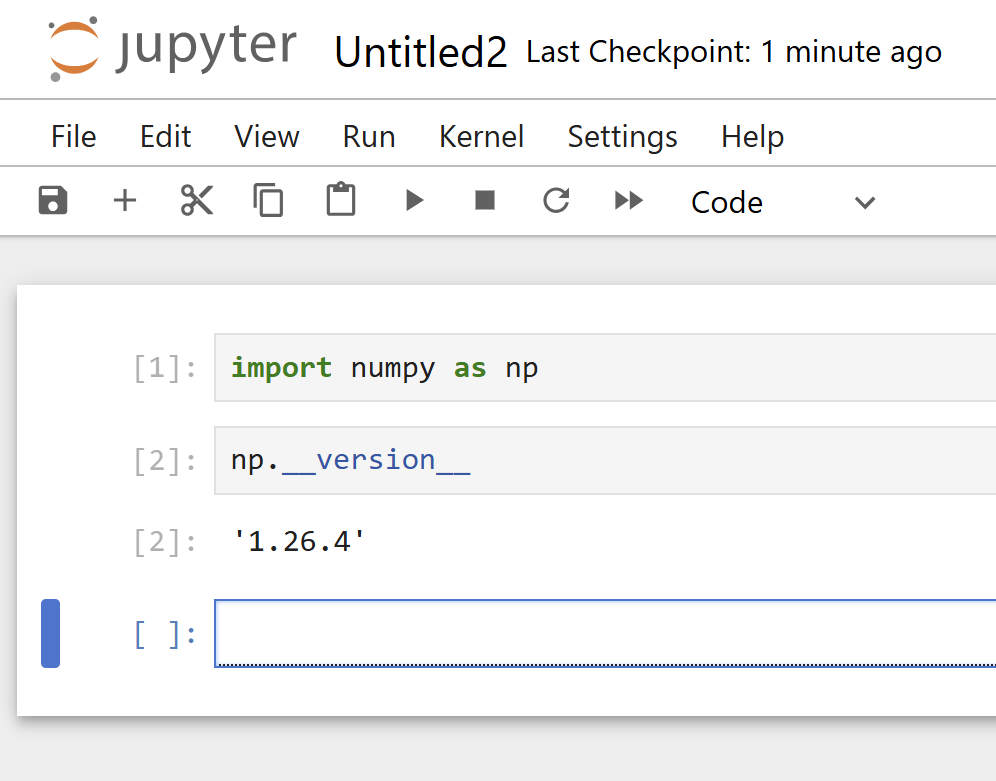 jupyter Untitled2 Last Checkpoint: 1 minute ago
File Edit View Run Kernel Settings Help
Code
[1]: import numpy as np
[2]: np.__version__
[2]: '1.26.4'
[ ]: